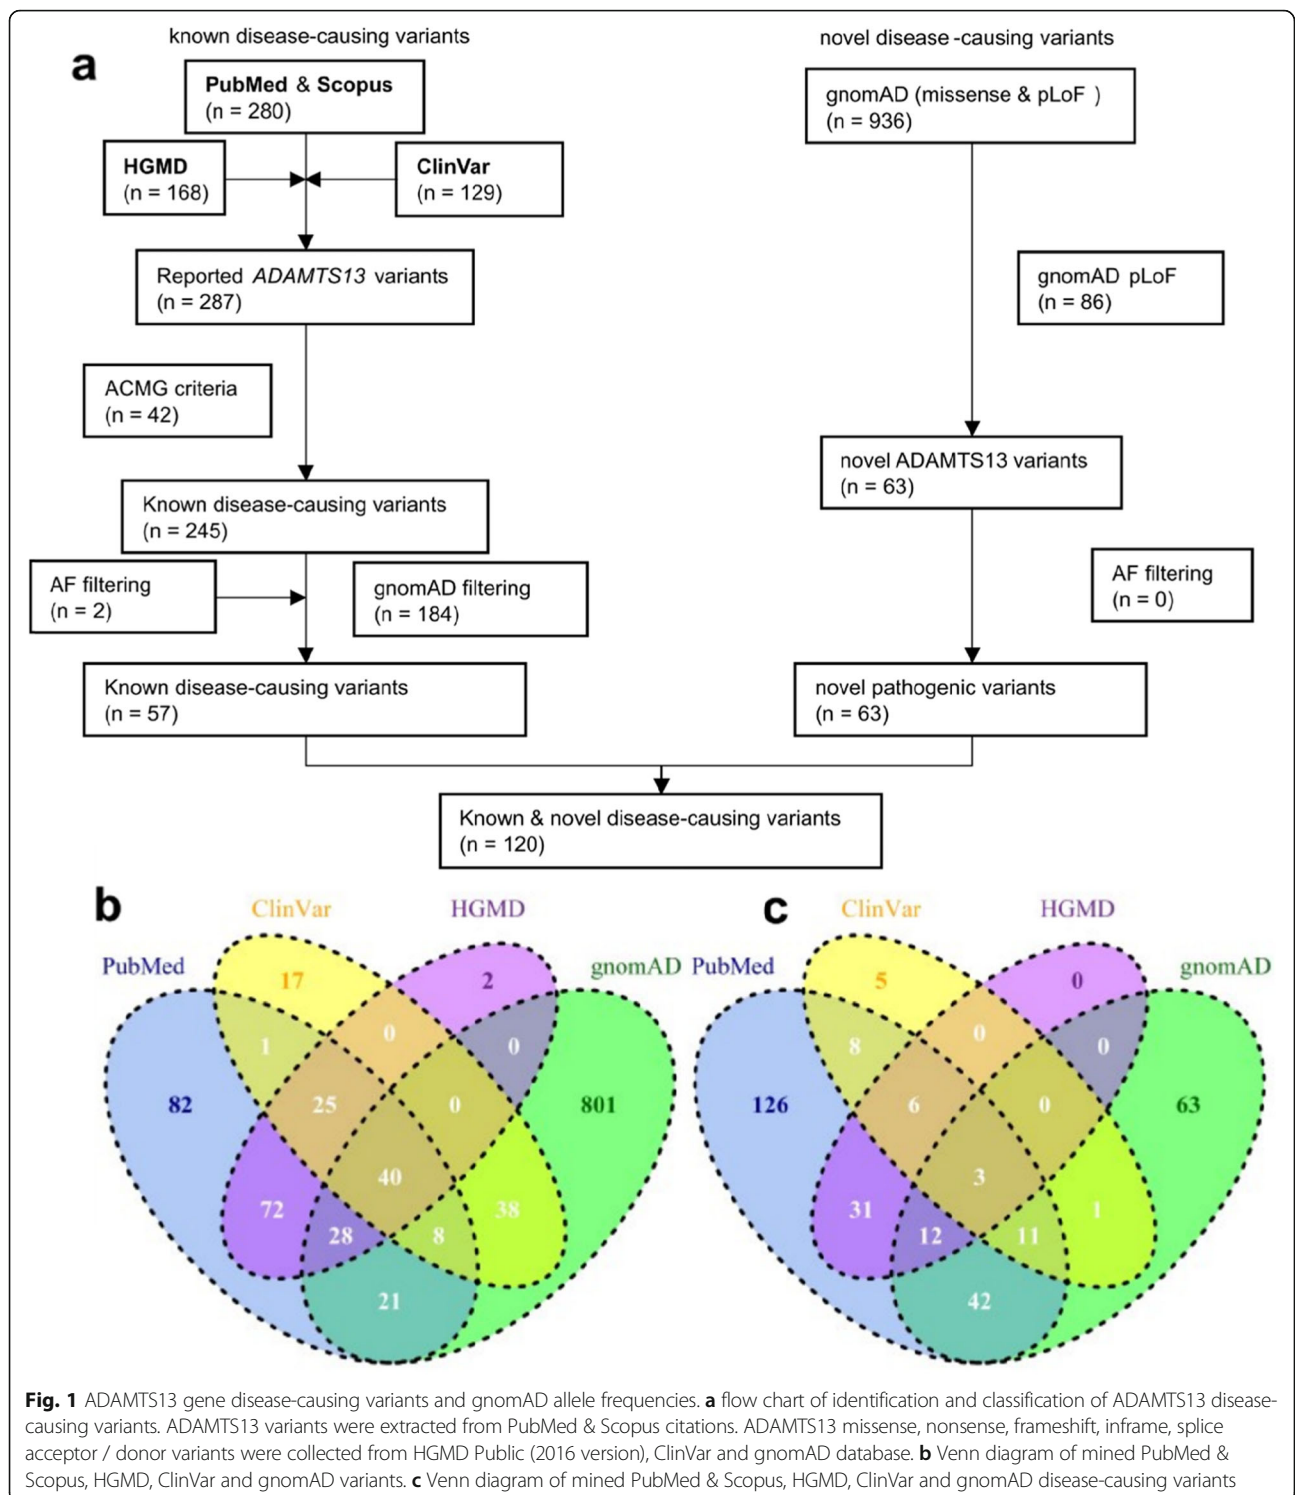 a
known disease-causing variants
PubMed & Scopus
(n = 280)
HGMD
(n = 168)
ClinVar
(n = 129)
Reported ADAMTS13 variants
(n = 287)
ACMG criteria
(n = 42)
Known disease-causing variants
(n = 245)
AF filtering
(n = 2)
gnomAD filtering
(n = 184)
Known disease-causing variants
(n = 57)
novel disease-causing variants
gnomAD (missense & pLoF )
(n = 936)
gnomAD pLoF
(n = 86)
novel ADAMTS13 variants
(n = 63)
AF filtering
(n = 0)
novel pathogenic variants
(n = 63)
Known & novel disease-causing variants
(n = 120)
b
ClinVar
HGMD
PubMed
gnomAD
17
2
1
0
0
82
25
0
801
40
72
38
28
8
21
c
ClinVar
HGMD
PubMed
gnomAD
5
0
8
0
0
126
6
0
63
3
31
1
12
11
42
Fig. 1 ADAMTS13 gene disease-causing variants and gnomAD allele frequencies. a flow chart of identification and classification of ADAMTS13 disease-
causing variants. ADAMTS13 variants were extracted from PubMed & Scopus citations. ADAMTS13 missense, nonsense, frameshift, inframe, splice
acceptor / donor variants were collected from HGMD Public (2016 version), ClinVar and gnomAD database. b Venn diagram of mined PubMed &
Scopus, HGMD, ClinVar and gnomAD variants. c Venn diagram of mined PubMed & Scopus, HGMD, ClinVar and gnomAD disease-causing variants